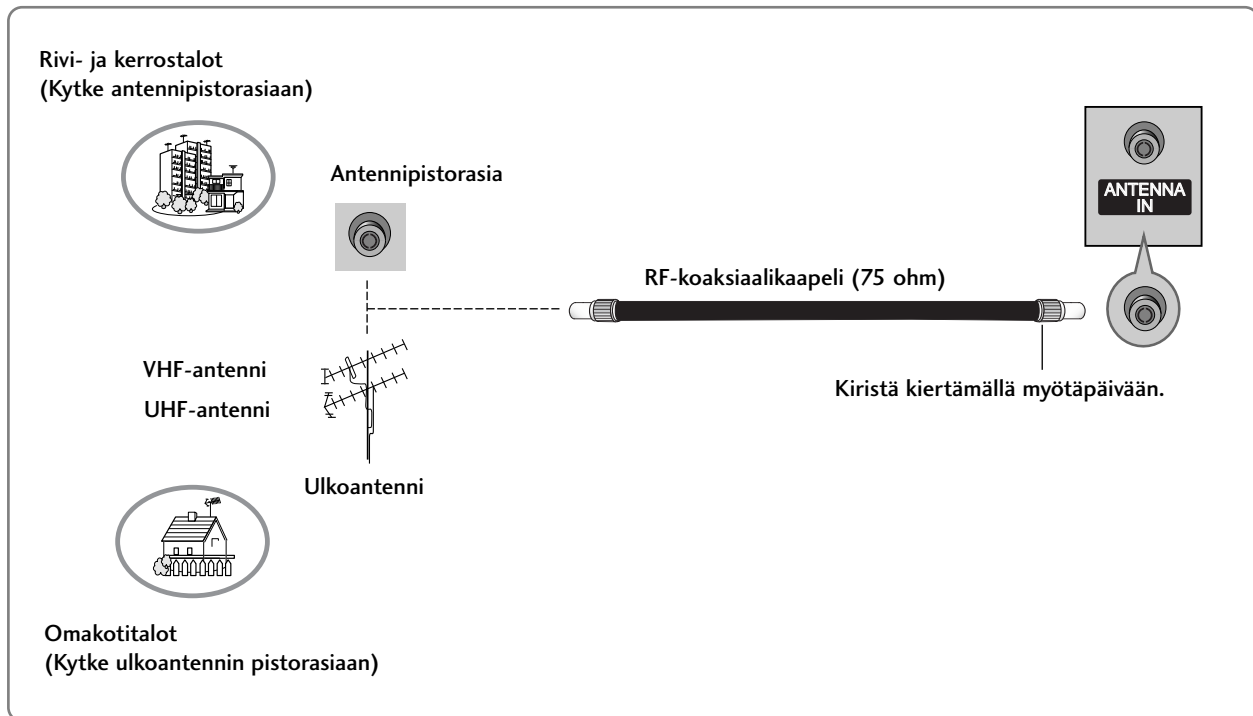 Rivi- ja kerrostalot
(Kytke antennipistorasiaan)
Antennipistorasia
ANTENNA
IN
RF-koaksiaalikaapeli (75 ohm)
VHF-antenni
UHF-antenni
Kiristä kiertämällä myötäpäivään.
Ulkoantenni
Omakotitalot
(Kytke ulkoantennin pistorasiaan)